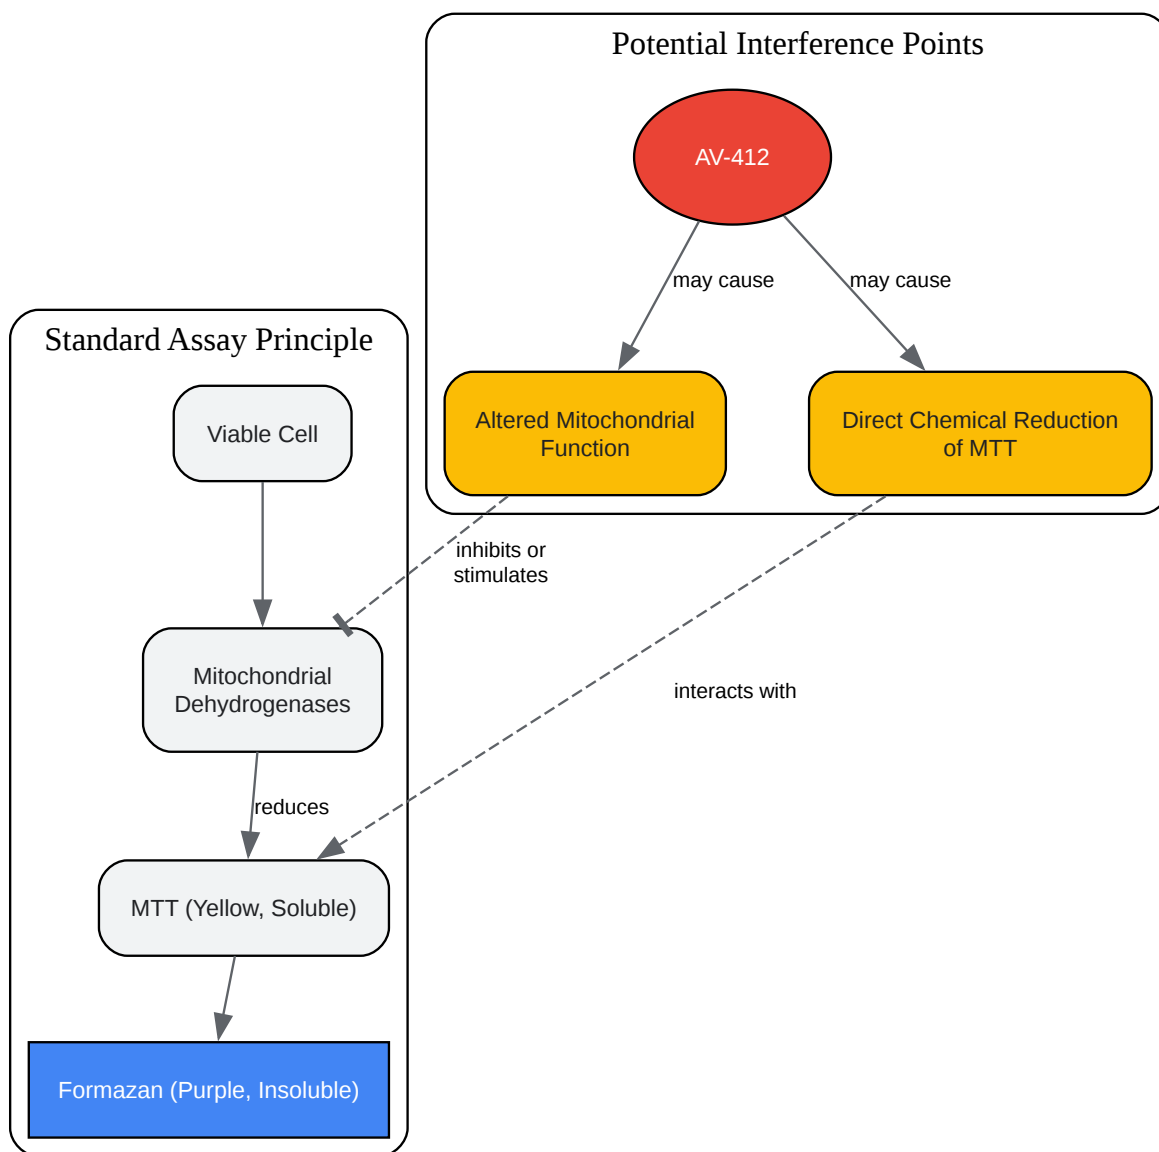 Potential Interference Points
AV-412
may cause
may cause
Altered Mitochondrial
Function
Direct Chemical Reduction
of MTT
Standard Assay Principle
Viable Cell
inhibits or
stimulates
Mitochondrial
Dehydrogenases
interacts with
reduces
MTT (Yellow, Soluble)
Formazan (Purple, Insoluble)